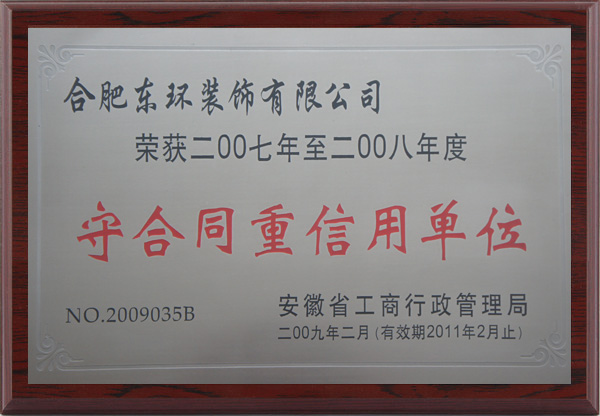 合肥东环装饰有限公司
荣获二00七年至二00八年度
守合同重信用单位
NO.2009035B
安徽省工商行政管理局
二00九年二月(有效期2011年2月止)